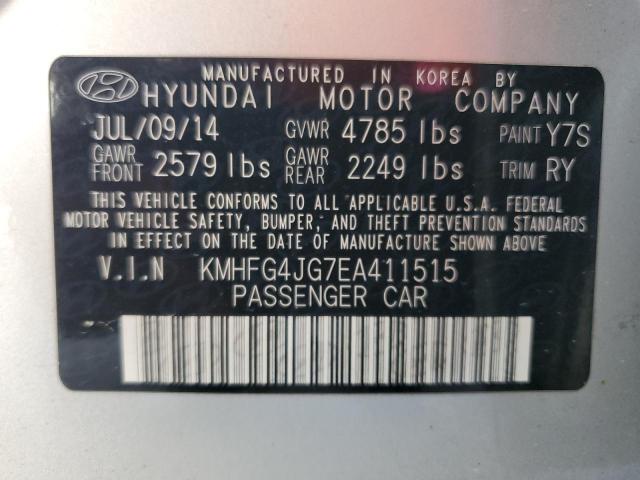 MANUFACTURED IN KOREA BY
HYUNDAI MOTOR COMPANY
JUL/09/14 GVWR 4785 lbs PAINT Y7S
GAWR FRONT 2579 lbs GAWR REAR 2249 lbs TRIM RY
THIS VEHICLE CONFORMS TO ALL APPLICABLE U.S.A. FEDERAL
MOTOR VEHICLE SAFETY, BUMPER, AND THEFT PREVENTION STANDARDS
IN EFFECT ON THE DATE OF MANUFACTURE SHOWN ABOVE.
V.I.N KMHFG4JG7EA411515
PASSENGER CAR